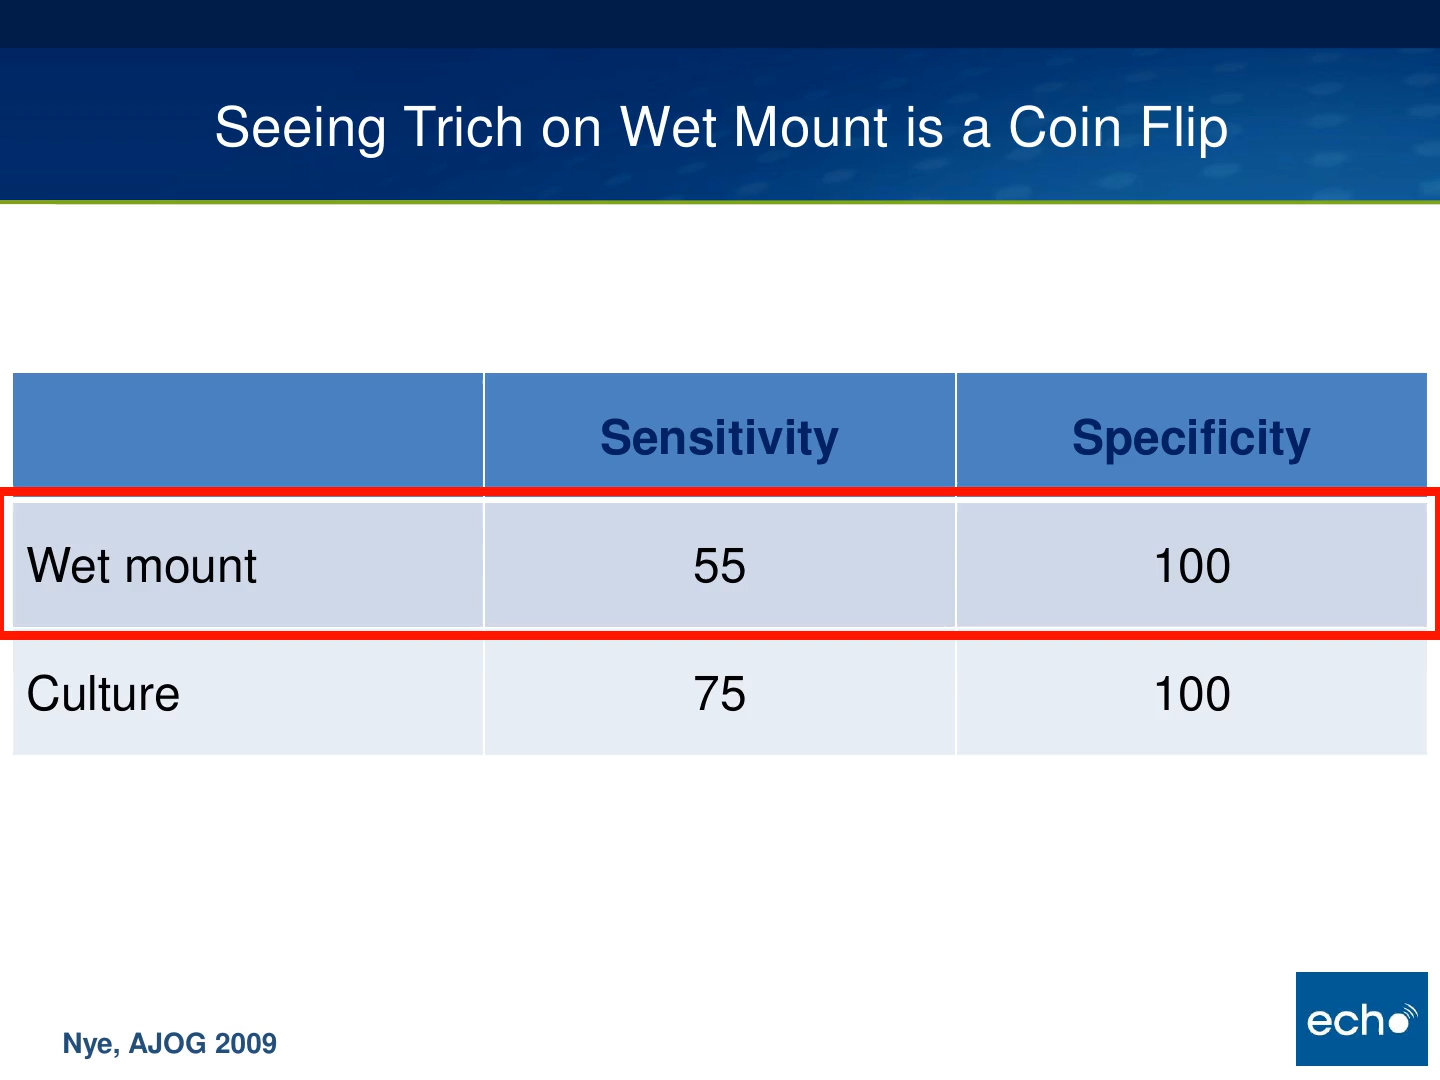 Seeing Trich on Wet Mount is a Coin Flip
Sensitivity Specificity
Wet mount 55 100
Culture 75 100
Nye, AJOG 2009
echo